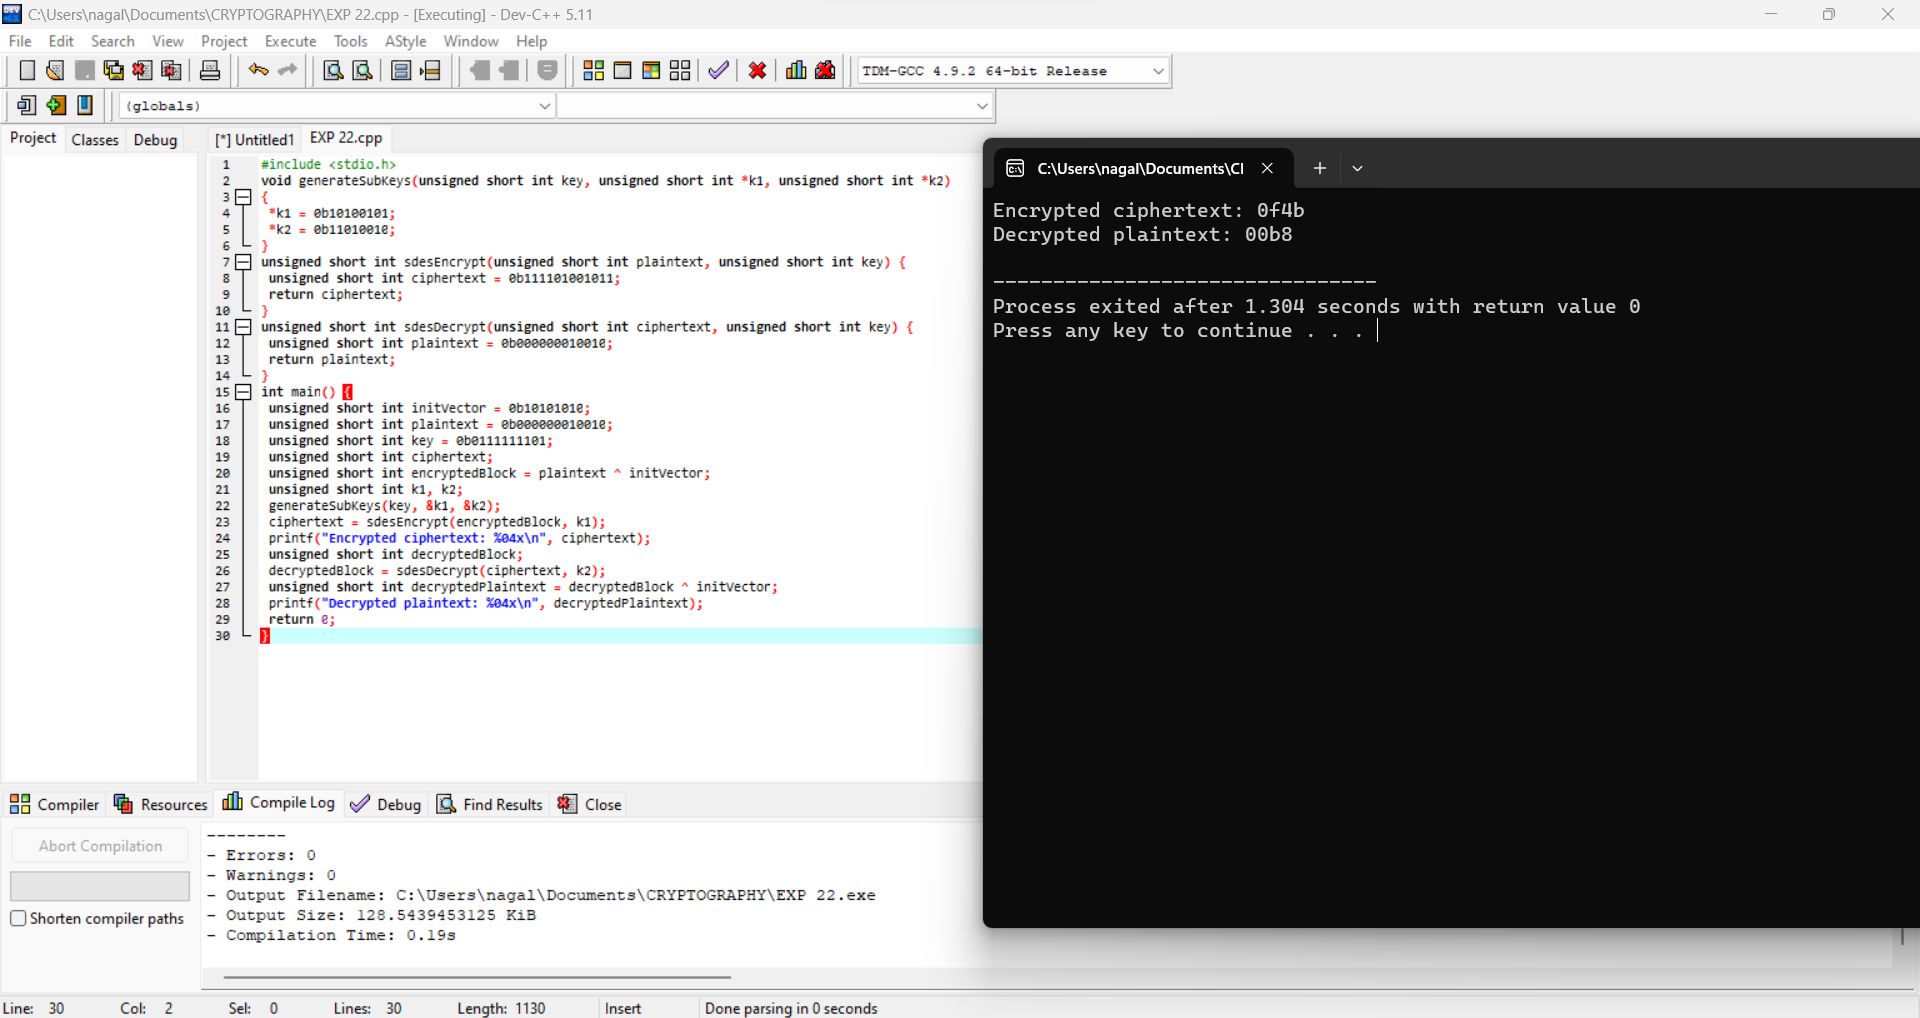 C:\Users\nagal\Documents\CRYPTOGRAPHY\EXP 22.cpp - [Executing] - Dev-C++ 5.11
File Edit Search View Project Execute Tools AStyle Window Help
TDM-GCC 4.9.2 64-bit Release
(globals)
Project Classes Debug
[*] Untitled1 EXP 22.cpp
1 #include <stdio.h>
2 void generateSubKeys(unsigned short int key, unsigned short int *k1, unsigned short int *k2)
3 {
4 *k1 = 0b10100101;
5 *k2 = 0b11010010;
6 }
7 unsigned short int sdesEncrypt(unsigned short int plaintext, unsigned short int key) {
8 unsigned short int ciphertext = 0b111101001011;
9 return ciphertext;
10 }
11 unsigned short int sdesDecrypt(unsigned short int ciphertext, unsigned short int key) {
12 unsigned short int plaintext = 0b000000010010;
13 return plaintext;
14 }
15 int main() {
16 unsigned short int initVector = 0b10101010;
17 unsigned short int plaintext = 0b000000010010;
18 unsigned short int key = 0b0111111101;
19 unsigned short int ciphertext;
20 unsigned short int encryptedBlock = plaintext ^ initVector;
21 unsigned short int k1, k2;
22 generateSubKeys(key, &k1, &k2);
23 ciphertext = sdesEncrypt(encryptedBlock, k1);
24 printf("Encrypted ciphertext: %04x\n", ciphertext);
25 unsigned short int decryptedBlock;
26 decryptedBlock = sdesDecrypt(ciphertext, k2);
27 unsigned short int decryptedPlaintext = decryptedBlock ^ initVector;
28 printf("Decrypted plaintext: %04x\n", decryptedPlaintext);
29 return 0;
30 }
C:\Users\nagal\Documents\CI
Encrypted ciphertext: 0f4b
Decrypted plaintext: 00b8
--------------------------------
Process exited after 1.304 seconds with return value 0
Press any key to continue . . .
Compiler Resources Compile Log Debug Find Results Close
Abort Compilation
Shorten compiler paths
--------
- Errors: 0
- Warnings: 0
- Output Filename: C:\Users\nagal\Documents\CRYPTOGRAPHY\EXP 22.exe
- Output Size: 128.5439453125 KiB
- Compilation Time: 0.19s
Line: 30 Col: 2 Sel: 0 Lines: 30 Length: 1130 Insert Done parsing in 0 seconds